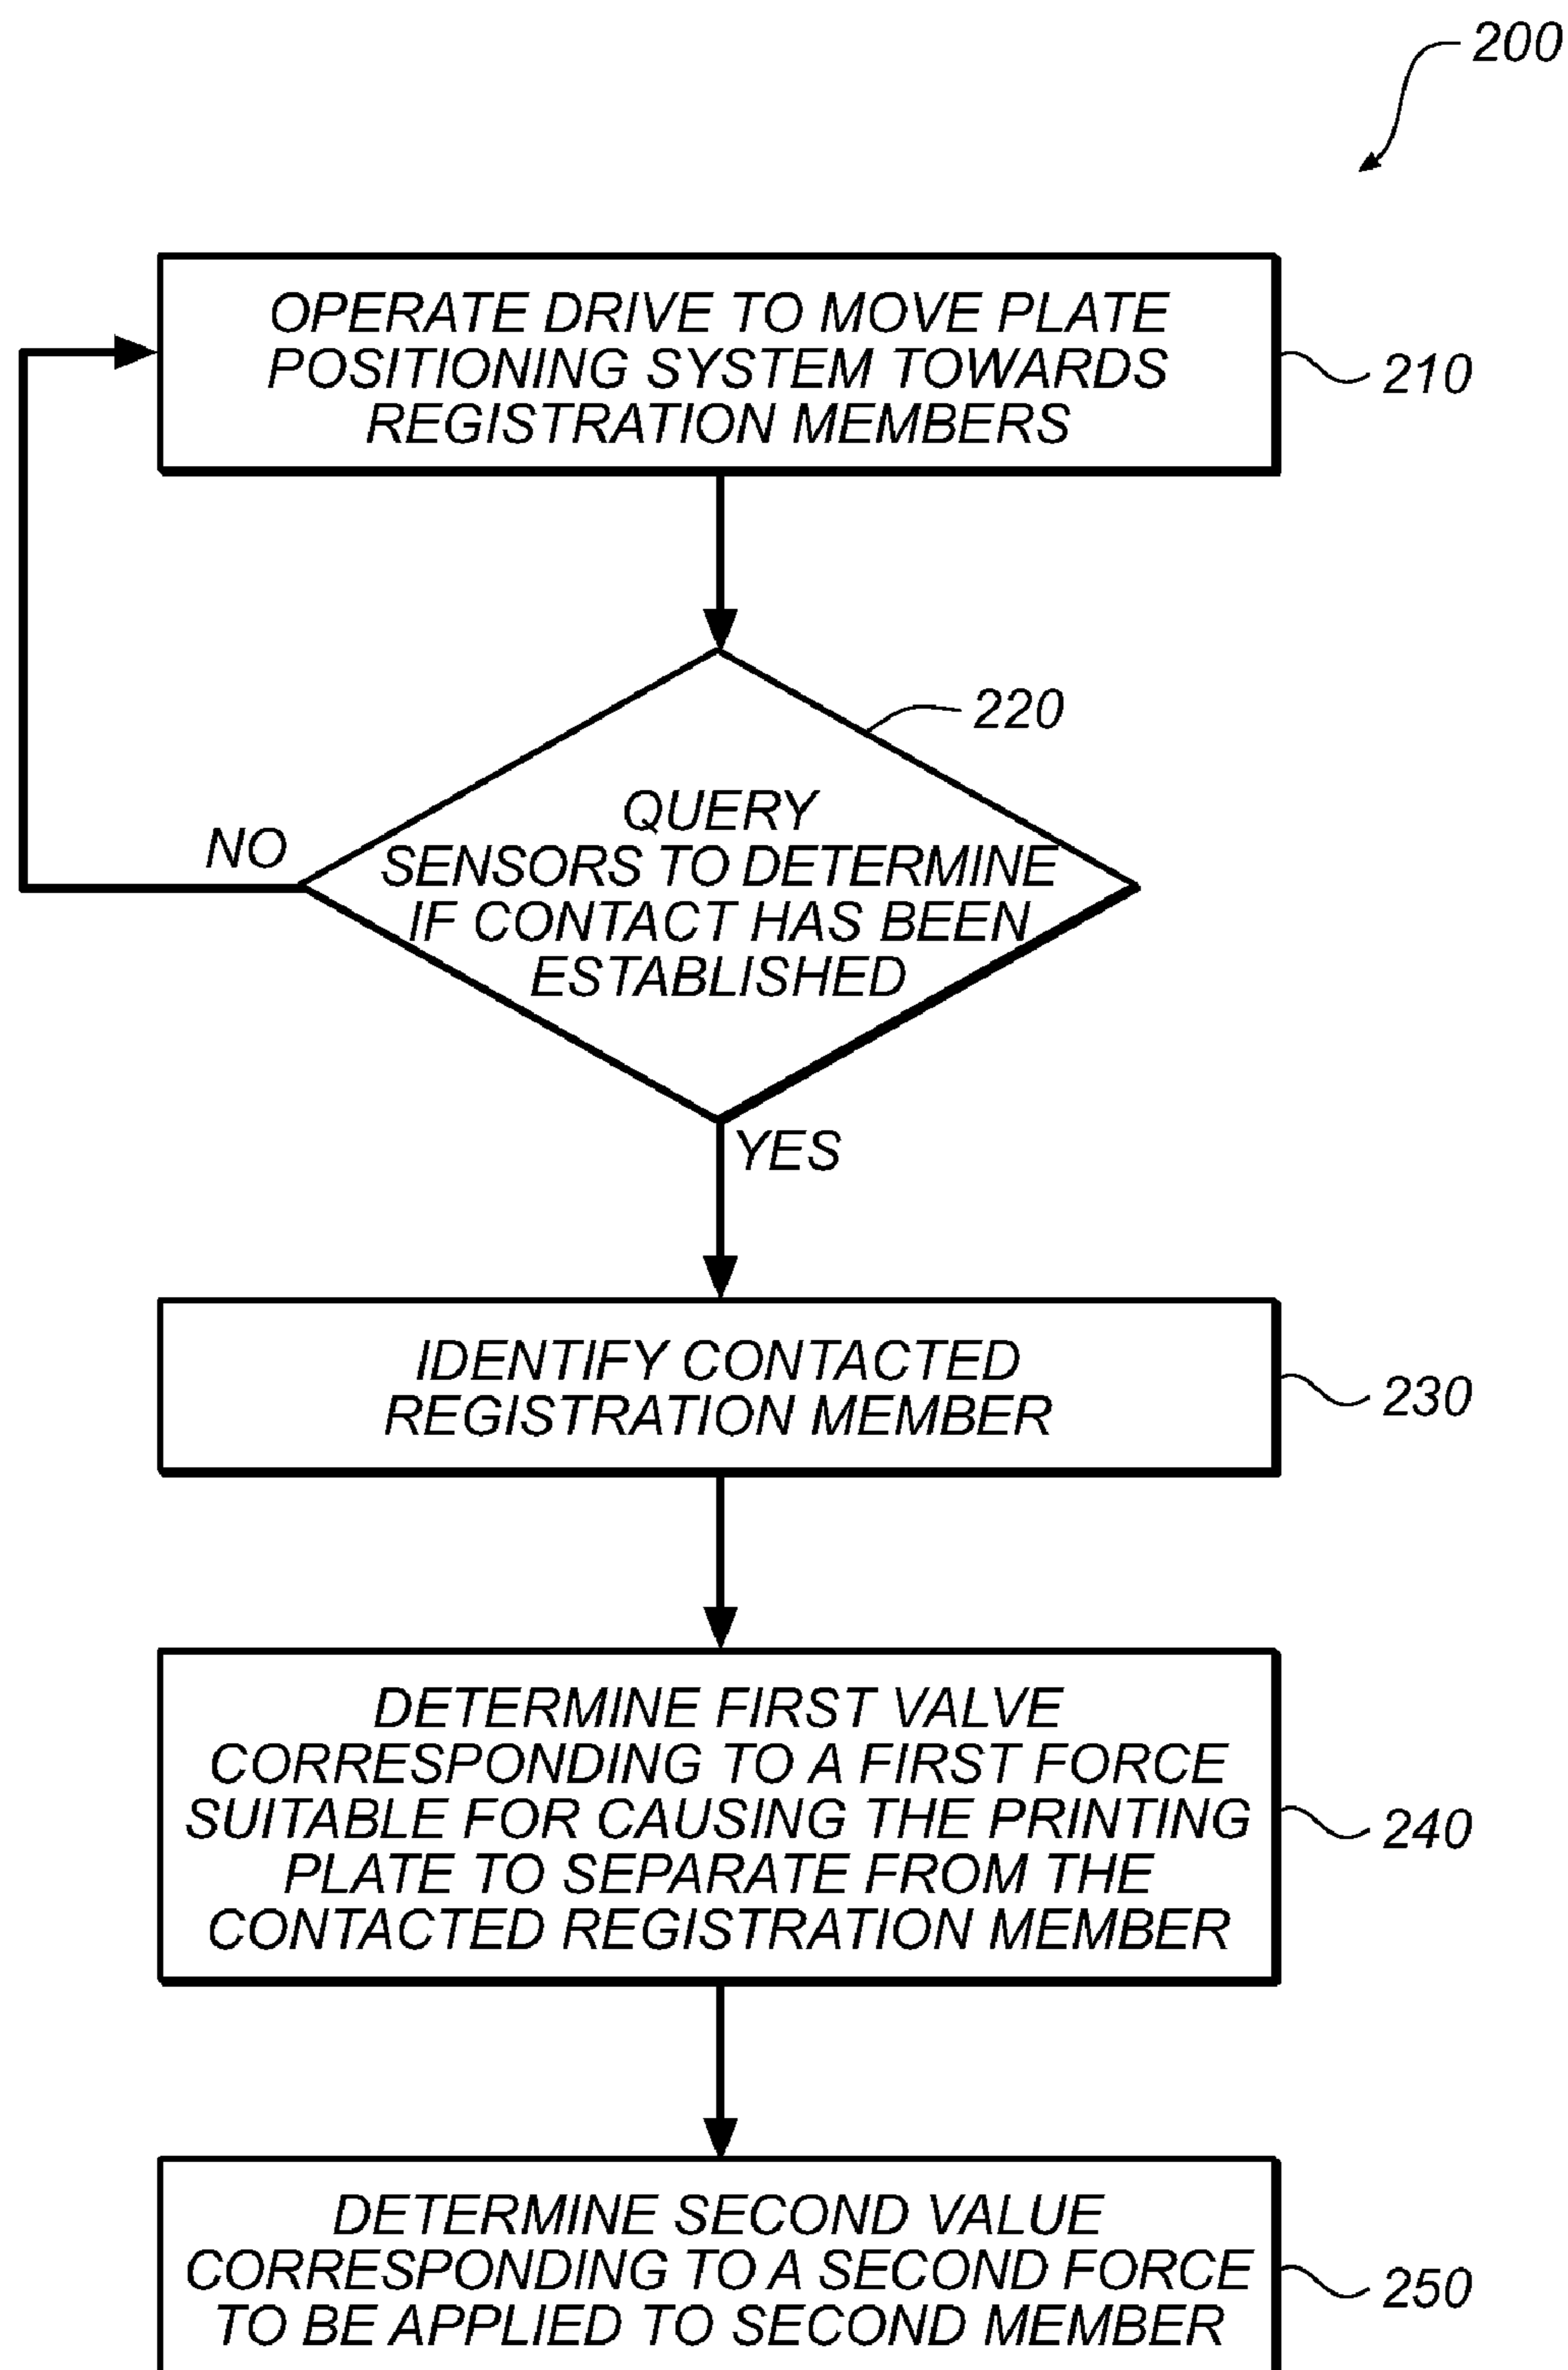 200
OPERATE DRIVE TO MOVE PLATE
POSITIONING SYSTEM TOWARDS
REGISTRATION MEMBERS
210
220
QUERY
SENSORS TO DETERMINE
IF CONTACT HAS BEEN
ESTABLISHED
NO
YES
IDENTIFY CONTACTED
REGISTRATION MEMBER
230
DETERMINE FIRST VALVE
CORRESPONDING TO A FIRST FORCE
SUITABLE FOR CAUSING THE PRINTING
PLATE TO SEPARATE FROM THE
CONTACTED REGISTRATION MEMBER
240
DETERMINE SECOND VALUE
CORRESPONDING TO A SECOND FORCE
TO BE APPLIED TO SECOND MEMBER
250